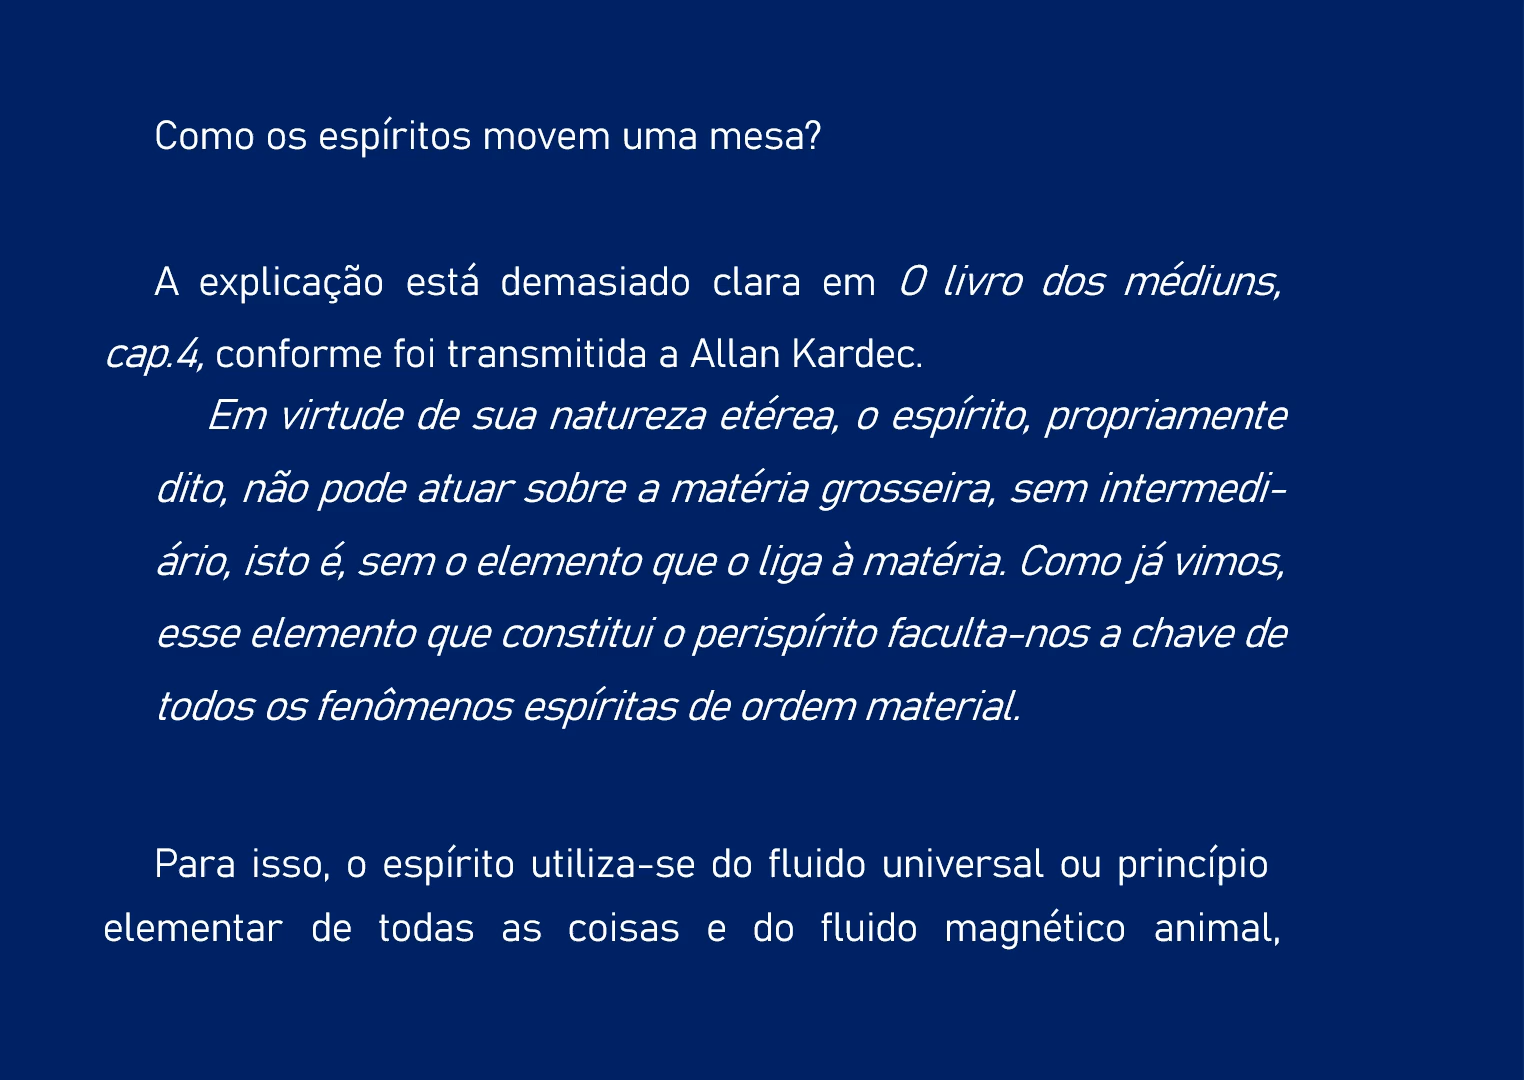 Como os espíritos movem uma mesa?
A explicação está demasiado clara em O livro dos médiuns,
cap.4, conforme foi transmitida a Allan Kardec.
Em virtude de sua natureza etérea, o espírito, propriamente
dito, não pode atuar sobre a matéria grosseira, sem intermedi-
ário, isto é, sem o elemento que o liga à matéria. Como já vimos,
esse elemento que constitui o perispírito faculta-nos a chave de
todos os fenômenos espíritas de ordem material.
Para isso, o espírito utiliza-se do fluido universal ou princípio
elementar de todas as coisas e do fluido magnético animal,